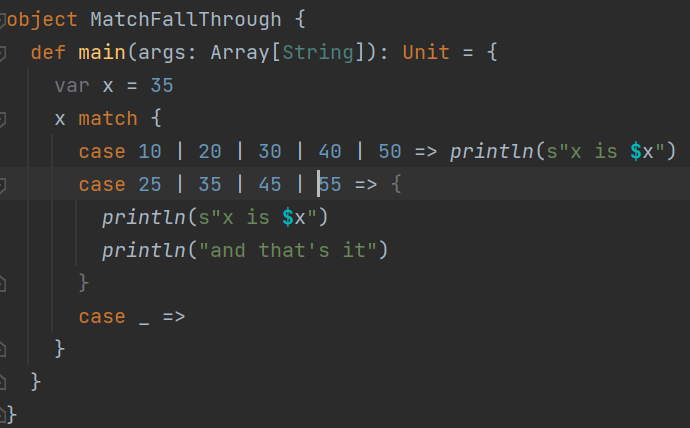 object MatchFallThrough {
  def main(args: Array[String]): Unit = {
    var x = 35
    x match {
      case 10 | 20 | 30 | 40 | 50 => println(s"x is $x")
      case 25 | 35 | 45 | 55 => {
        println(s"x is $x")
        println("and that's it")
      }
      case _ =>
    }
  }
}